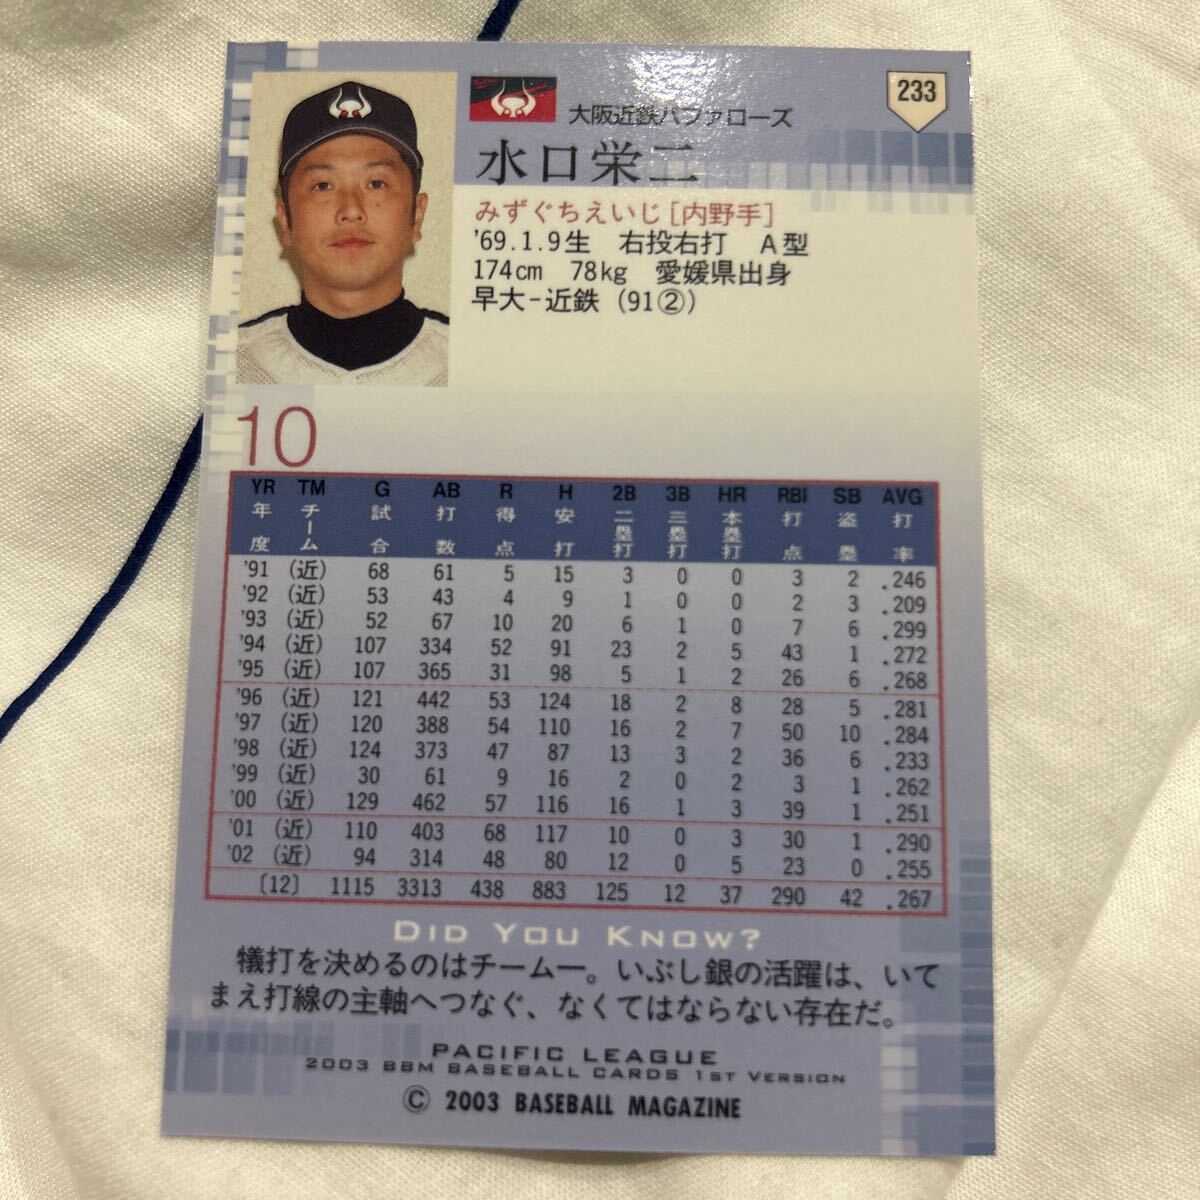 233
大阪近鉄バファローズ
水口栄二
みずぐちえいじ[内野手]
'69.1.9生 右投右打 A型
174cm 78kg 愛媛県出身
早大-近鉄 (91②)
10
YR TM G AB R H 2B 3B HR RBI SB AVG
年度 チーム 試合 打数 得点 安打 二塁打 三塁打 本塁打 打点 盗塁 打率
'91 (近) 68 61 5 15 3 0 0 3 2 .246
'92 (近) 53 43 4 9 1 0 0 2 3 .209
'93 (近) 52 67 10 20 6 1 0 7 6 .299
'94 (近) 107 334 52 91 23 2 5 43 1 .272
'95 (近) 107 365 31 98 5 1 2 26 6 .268
'96 (近) 121 442 53 124 18 2 8 28 5 .281
'97 (近) 120 388 54 110 16 2 7 50 10 .284
'98 (近) 124 373 47 87 13 3 2 36 6 .233
'99 (近) 30 61 9 16 2 0 2 3 1 .262
'00 (近) 129 462 57 116 16 1 3 39 1 .251
'01 (近) 110 403 68 117 10 0 3 30 1 .290
'02 (近) 94 314 48 80 12 0 5 23 0 .255
〔12〕 1115 3313 438 883 125 12 37 290 42 .267
DID YOU KNOW?
犠打を決めるのはチーム一。いぶし銀の活躍は、いて
まえ打線の主軸へつなぐ、なくてはならない存在だ。
PACIFIC LEAGUE
2003 BBM BASEBALL CARDS 1ST VERSION
© 2003 BASEBALL MAGAZINE